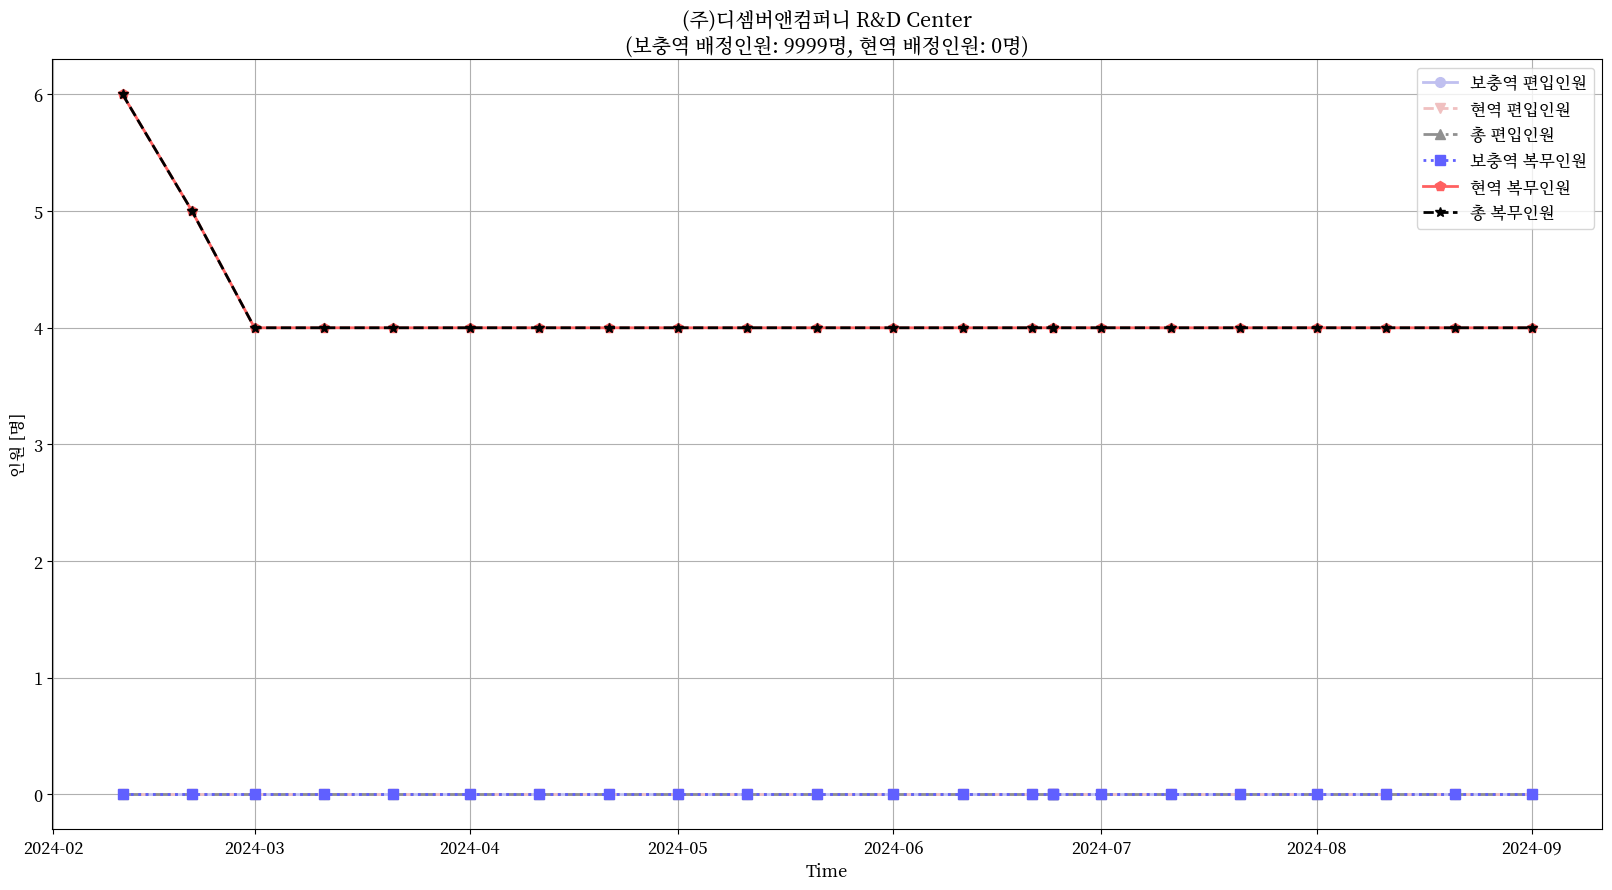 (주)디셈버앤컴퍼니 R&D Center
(보충역 배정인원: 9999명, 현역 배정인원: 0명)
보충역 편입인원
현역 편입인원
총 편입인원
보충역 복무인원
현역 복무인원
총 복무인원
인원 [명]
6
5
4
3
2
1
0
2024-02
2024-03
2024-04
2024-05
2024-06
2024-07
2024-08
2024-09
Time